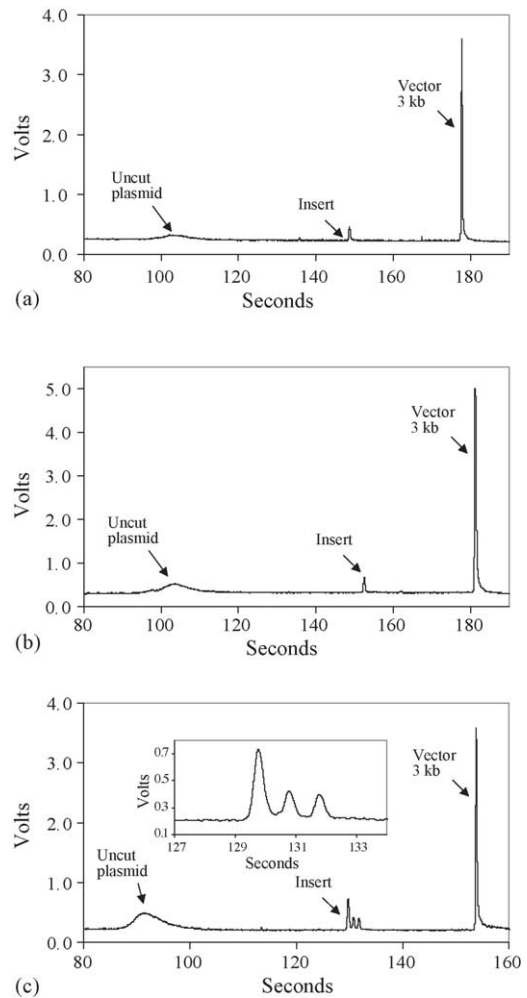 4.0
3.0
2.0
1.0
0.0
Volts
Uncut
plasmid
Insert
Vector
3 kb
80 100 120 140 160 180
Seconds
(a)
5.0
4.0
3.0
2.0
1.0
0.0
Volts
Uncut
plasmid
Insert
Vector
3 kb
80 100 120 140 160 180
Seconds
(b)
4.0
3.0
2.0
1.0
0.0
Volts
0.7
0.5
0.3
0.1
Volts
127 129 131 133
Seconds
Uncut
plasmid
Insert
Vector
3 kb
80 100 120 140 160
Seconds
(c)